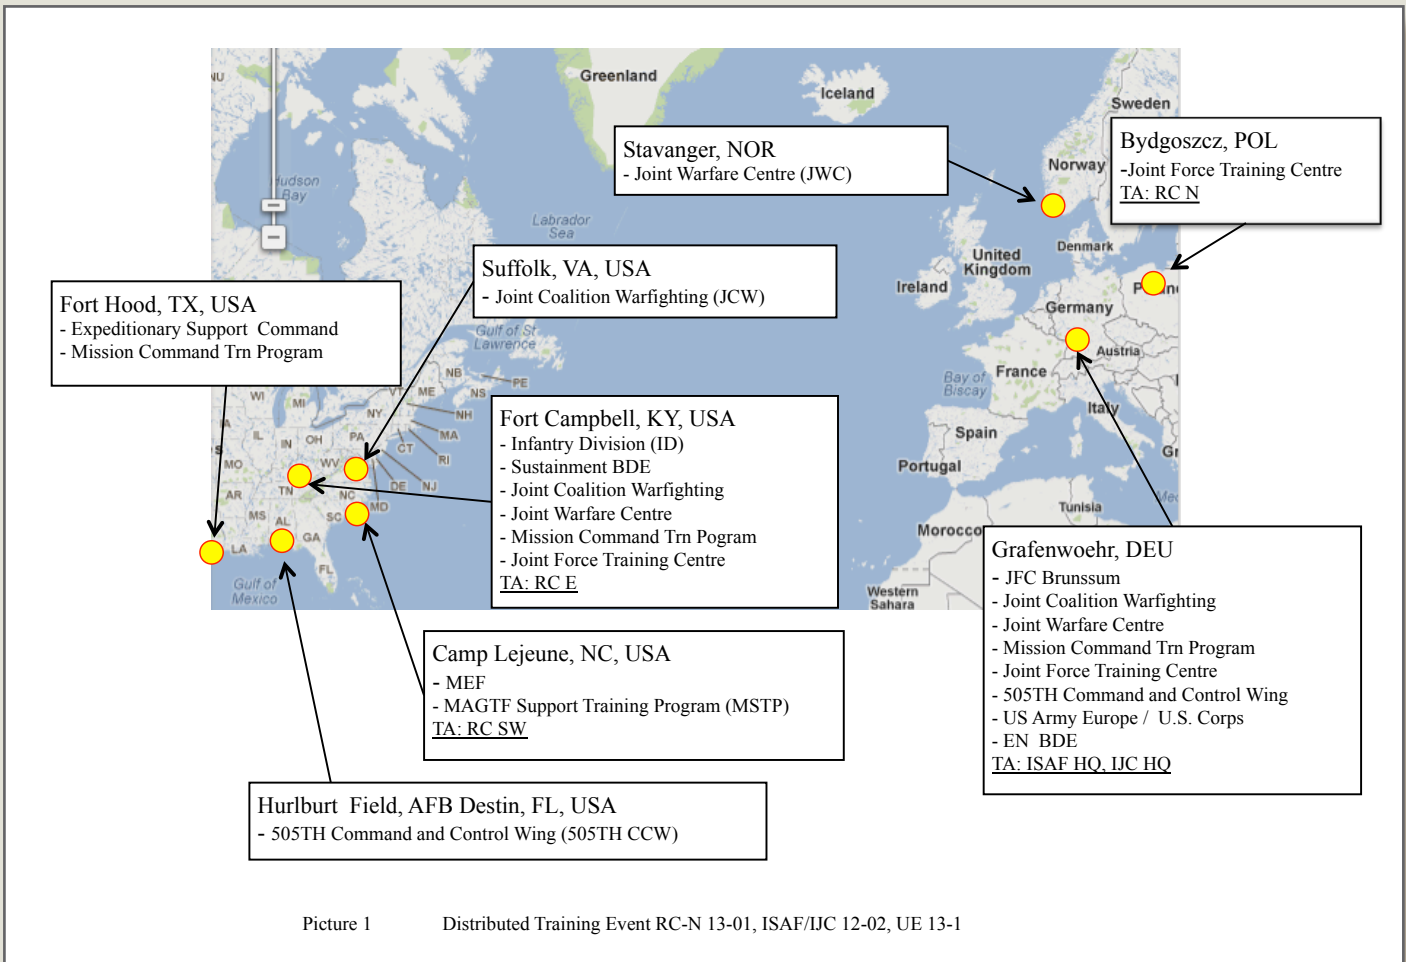 NU
Greenland
Iceland
Sweden
Norway
Hudson
Bay
Labrador
Sea
United
Kingdom
Ireland
Denmark
Germany
Austria
France
Bay of
Biscay
Italy
Spain
Portugal
Tunisia
Morocco
Western
Sahara
Gulf of St
Lawrence
NB
PE
NS
VT
ME
NH
MA
RI
CT
NY
WI
MI
IA
IL
IN
OH
PA
WV
NJ
DE
MD
MO
TN
NC
AR
SC
MS
AL
GA
LA
FL
Gulf of
Mexico
Stavanger, NOR
- Joint Warfare Centre (JWC)
Bydgoszcz, POL
-Joint Force Training Centre
TA: RC N
Suffolk, VA, USA
- Joint Coalition Warfighting (JCW)
Fort Hood, TX, USA
- Expeditionary Support Command
- Mission Command Trn Program
Fort Campbell, KY, USA
- Infantry Division (ID)
- Sustainment BDE
- Joint Coalition Warfighting
- Joint Warfare Centre
- Mission Command Trn Pogram
- Joint Force Training Centre
TA: RC E
Grafenwoehr, DEU
- JFC Brunssum
- Joint Coalition Warfighting
- Joint Warfare Centre
- Mission Command Trn Program
- Joint Force Training Centre
- 505TH Command and Control Wing
- US Army Europe / U.S. Corps
- EN BDE
TA: ISAF HQ, IJC HQ
Camp Lejeune, NC, USA
- MEF
- MAGTF Support Training Program (MSTP)
TA: RC SW
Hurlburt Field, AFB Destin, FL, USA
- 505TH Command and Control Wing (505TH CCW)
Picture 1 Distributed Training Event RC-N 13-01, ISAF/IJC 12-02, UE 13-1